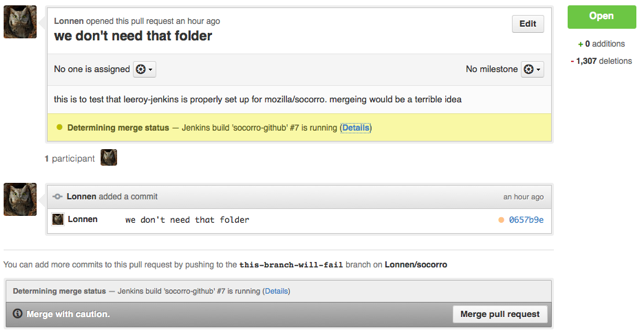 Lonnen opened this pull request an hour ago
we don't need that folder
Edit
Open
+ 0 additions
- 1,307 deletions
No one is assigned
No milestone
this is to test that leeroy-jenkins is properly set up for mozilla/socorro. mergeing would be a terrible idea
Determining merge status — Jenkins build 'socorro-github' #7 is running (Details)
1 participant
Lonnen added a commit
an hour ago
Lonnen we don't need that folder 0657b9e
You can add more commits to this pull request by pushing to the this-branch-will-fail branch on Lonnen/socorro
Determining merge status — Jenkins build 'socorro-github' #7 is running (Details)
Merge with caution.
Merge pull request